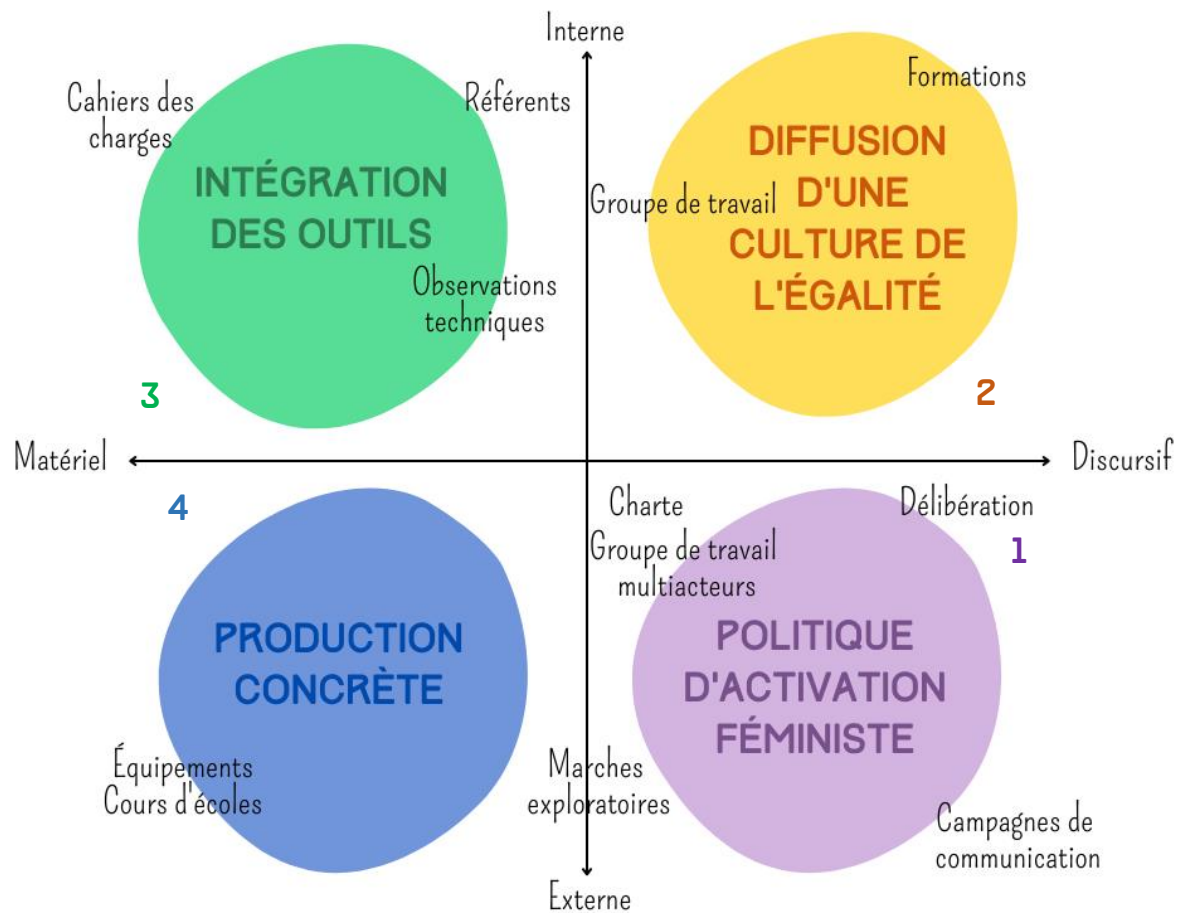 Interne
Formations
Cahiers des
charges
Référents
DIFFUSION
D'UNE
CULTURE DE
L'ÉGALITÉ
INTÉGRATION
DES OUTILS
Groupe de travail
Observations
techniques
3
2
Matériel
Discursif
4
Charte
Délibération
1
Groupe de travail
multiacteurs
PRODUCTION
CONCRÈTE
POLITIQUE
D'ACTIVATION
FÉMINISTE
Équipements
Cours d'écoles
Marches
exploratoires
Campagnes de
communication
Externe